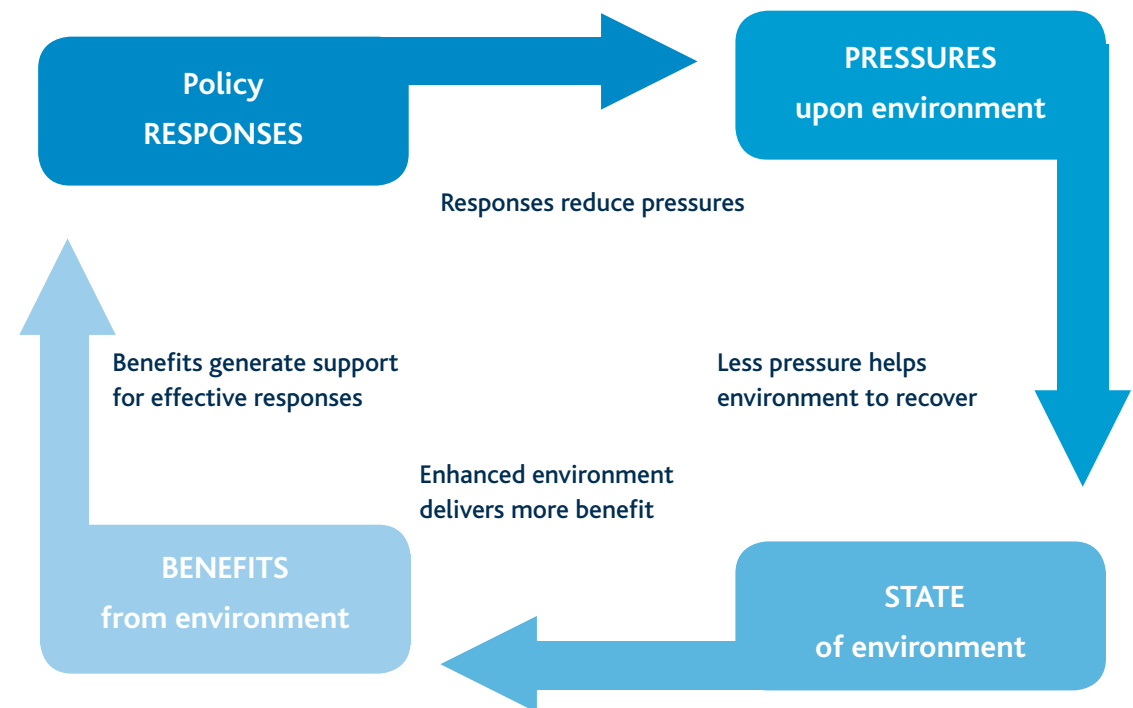 Policy
RESPONSES
PRESSURES
upon environment
Responses reduce pressures
Benefits generate support
for effective responses
Less pressure helps
environment to recover
Enhanced environment
delivers more benefit
BENEFITS
from environment
STATE
of environment